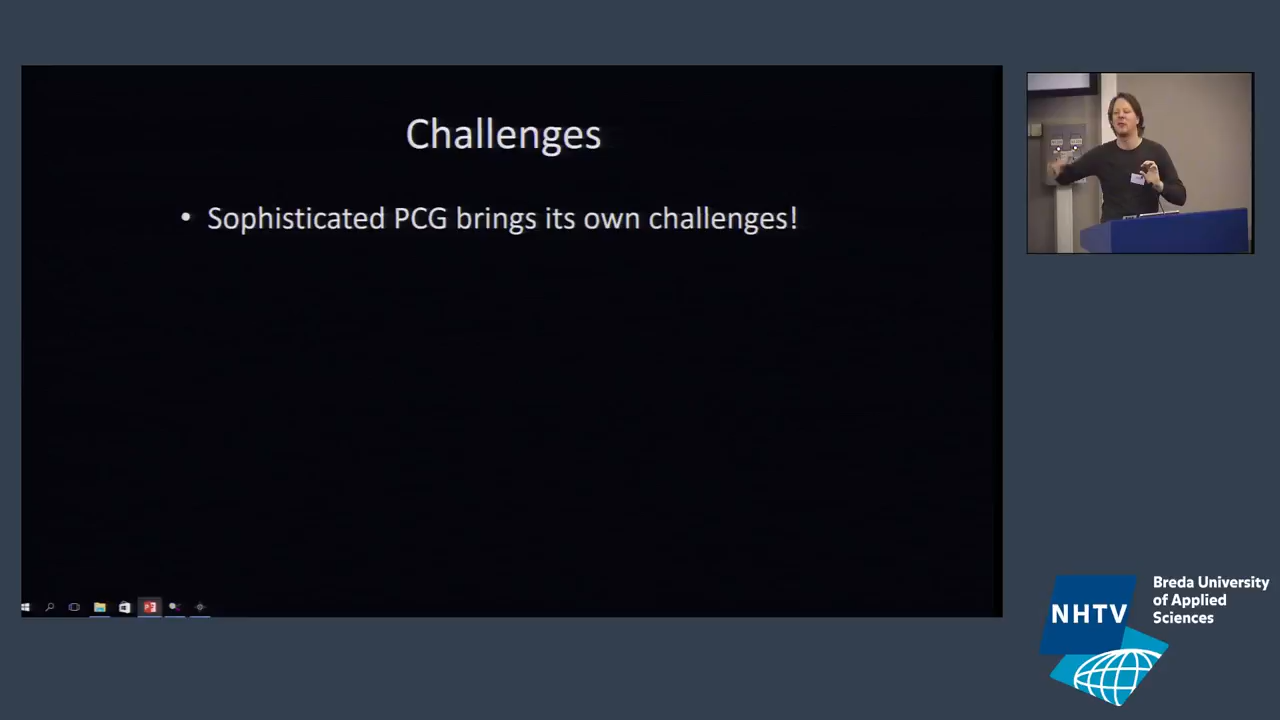 Challenges
• Sophisticated PCG brings its own challenges!
NHTV
Breda University
of Applied
Sciences